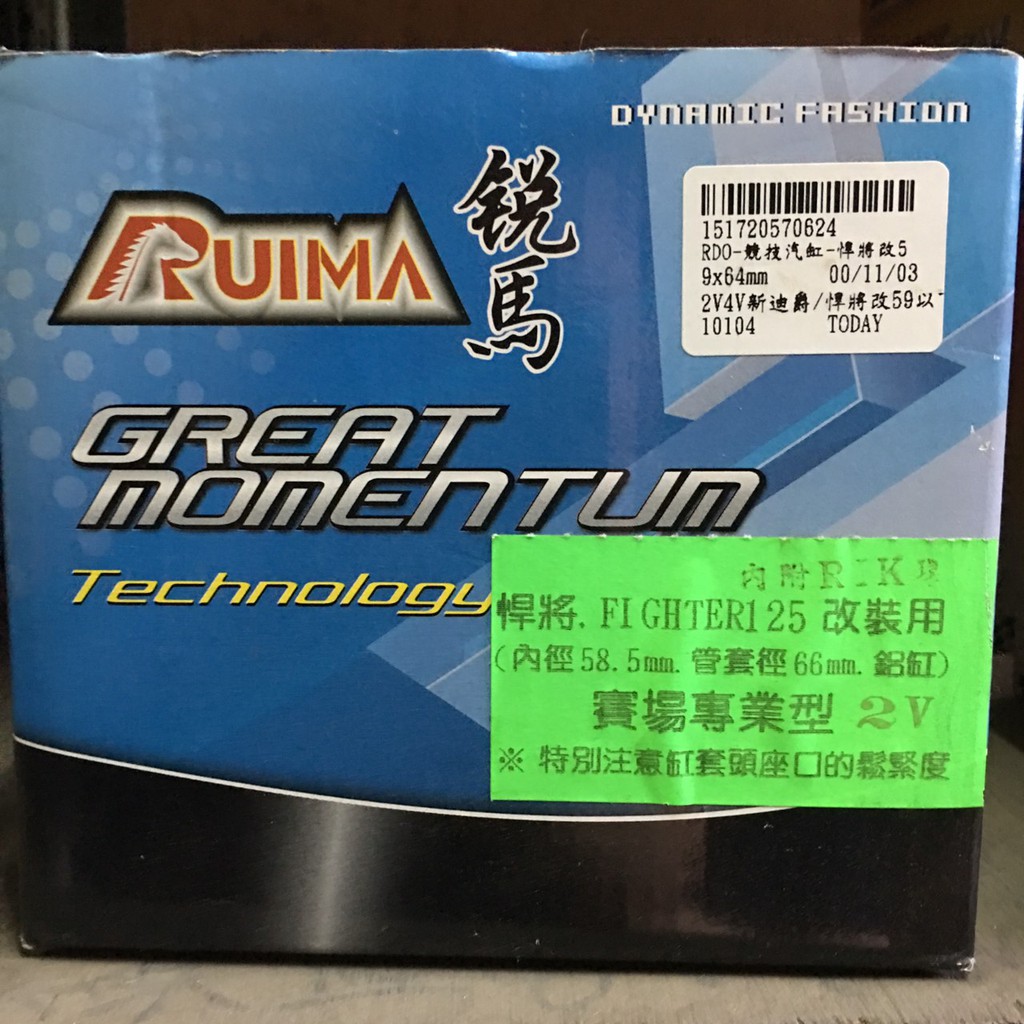 DYNAMIC FASHION
RUIMA
銳馬
151720570624
RDO-競技汽缸-悍將改5
9x64mm 00/11/03
2V4V新迪爵/悍將改59以
10104 TODAY
GREAT
MOMENTUM
Technology
內附RIK環
悍將. FIGHTER125 改裝用
(內徑58.5mm. 管套徑66mm. 鋁缸)
賽場專業型 2V
※ 特別注意缸套頭座口的鬆緊度